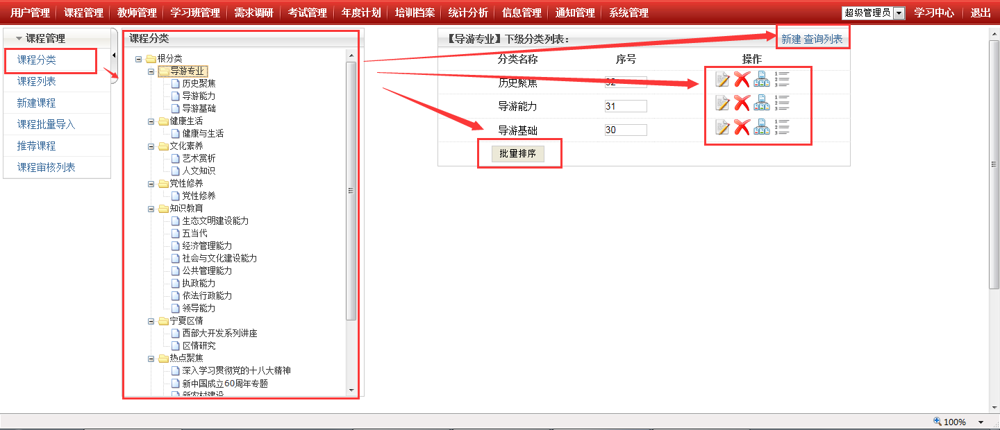 用户管理 课程管理 教师管理 学习班管理 需求调研 考试管理 年度计划 培训档案 统计分析 信息管理 通知管理 系统管理 超级管理员 学习中心 退出
课程管理
课程分类
课程列表
新建课程
课程批量导入
推荐课程
课程审核列表
课程分类
根分类
导游专业
历史聚焦
导游能力
导游基础
健康生活
健康与生活
文化素养
艺术赏析
人文知识
党性修养
党性修养
知识教育
生态文明建设能力
五当代
经济管理能力
社会与文化建设能力
公共管理能力
执政能力
依法行政能力
领导能力
宁夏区情
西部大开发系列讲座
区情研究
热点聚焦
深入学习贯彻党的十八大精神
新中国成立60周年专题
新农村建设
【导游专业】下级分类列表: 新建 查询列表
分类名称 序号 操作
历史聚焦 32
导游能力 31
导游基础 30
批量排序
100%